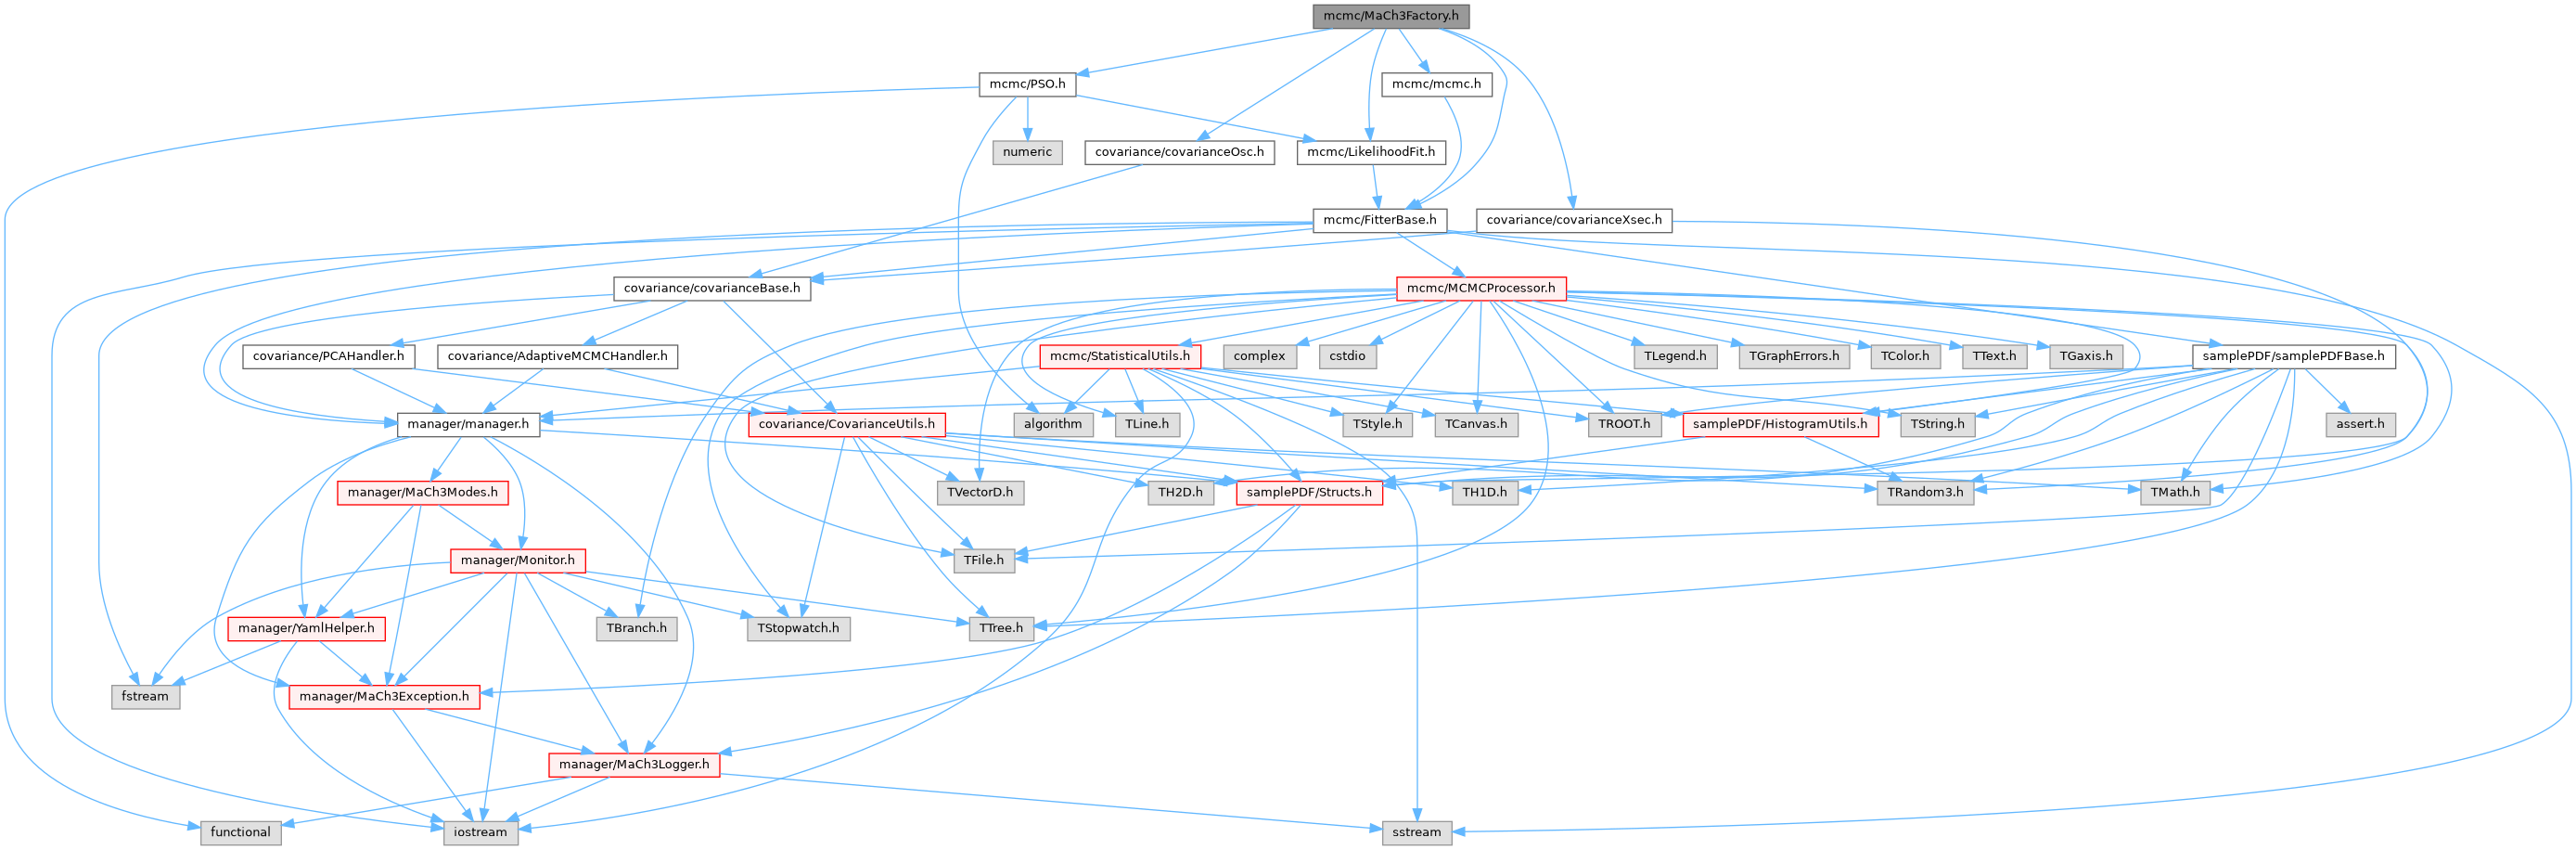 mcmc/MaCh3Factory.h
mcmc/PSO.h
mcmc/mcmc.h
numeric
covariance/covarianceOsc.h
mcmc/LikelihoodFit.h
mcmc/FitterBase.h
covariance/covarianceXsec.h
covariance/covarianceBase.h
mcmc/MCMCProcessor.h
covariance/PCAHandler.h
covariance/AdaptiveMCMCHandler.h
mcmc/StatisticalUtils.h
complex
cstdio
TLegend.h
TGraphErrors.h
TColor.h
TText.h
TGaxis.h
samplePDF/samplePDFBase.h
manager/manager.h
covariance/CovarianceUtils.h
algorithm
TLine.h
TStyle.h
TCanvas.h
TROOT.h
samplePDF/HistogramUtils.h
TString.h
assert.h
manager/MaCh3Modes.h
TVectorD.h
TH2D.h
samplePDF/Structs.h
TH1D.h
TRandom3.h
TMath.h
manager/Monitor.h
TFile.h
manager/YamlHelper.h
TBranch.h
TStopwatch.h
TTree.h
fstream
manager/MaCh3Exception.h
manager/MaCh3Logger.h
functional
iostream
sstream